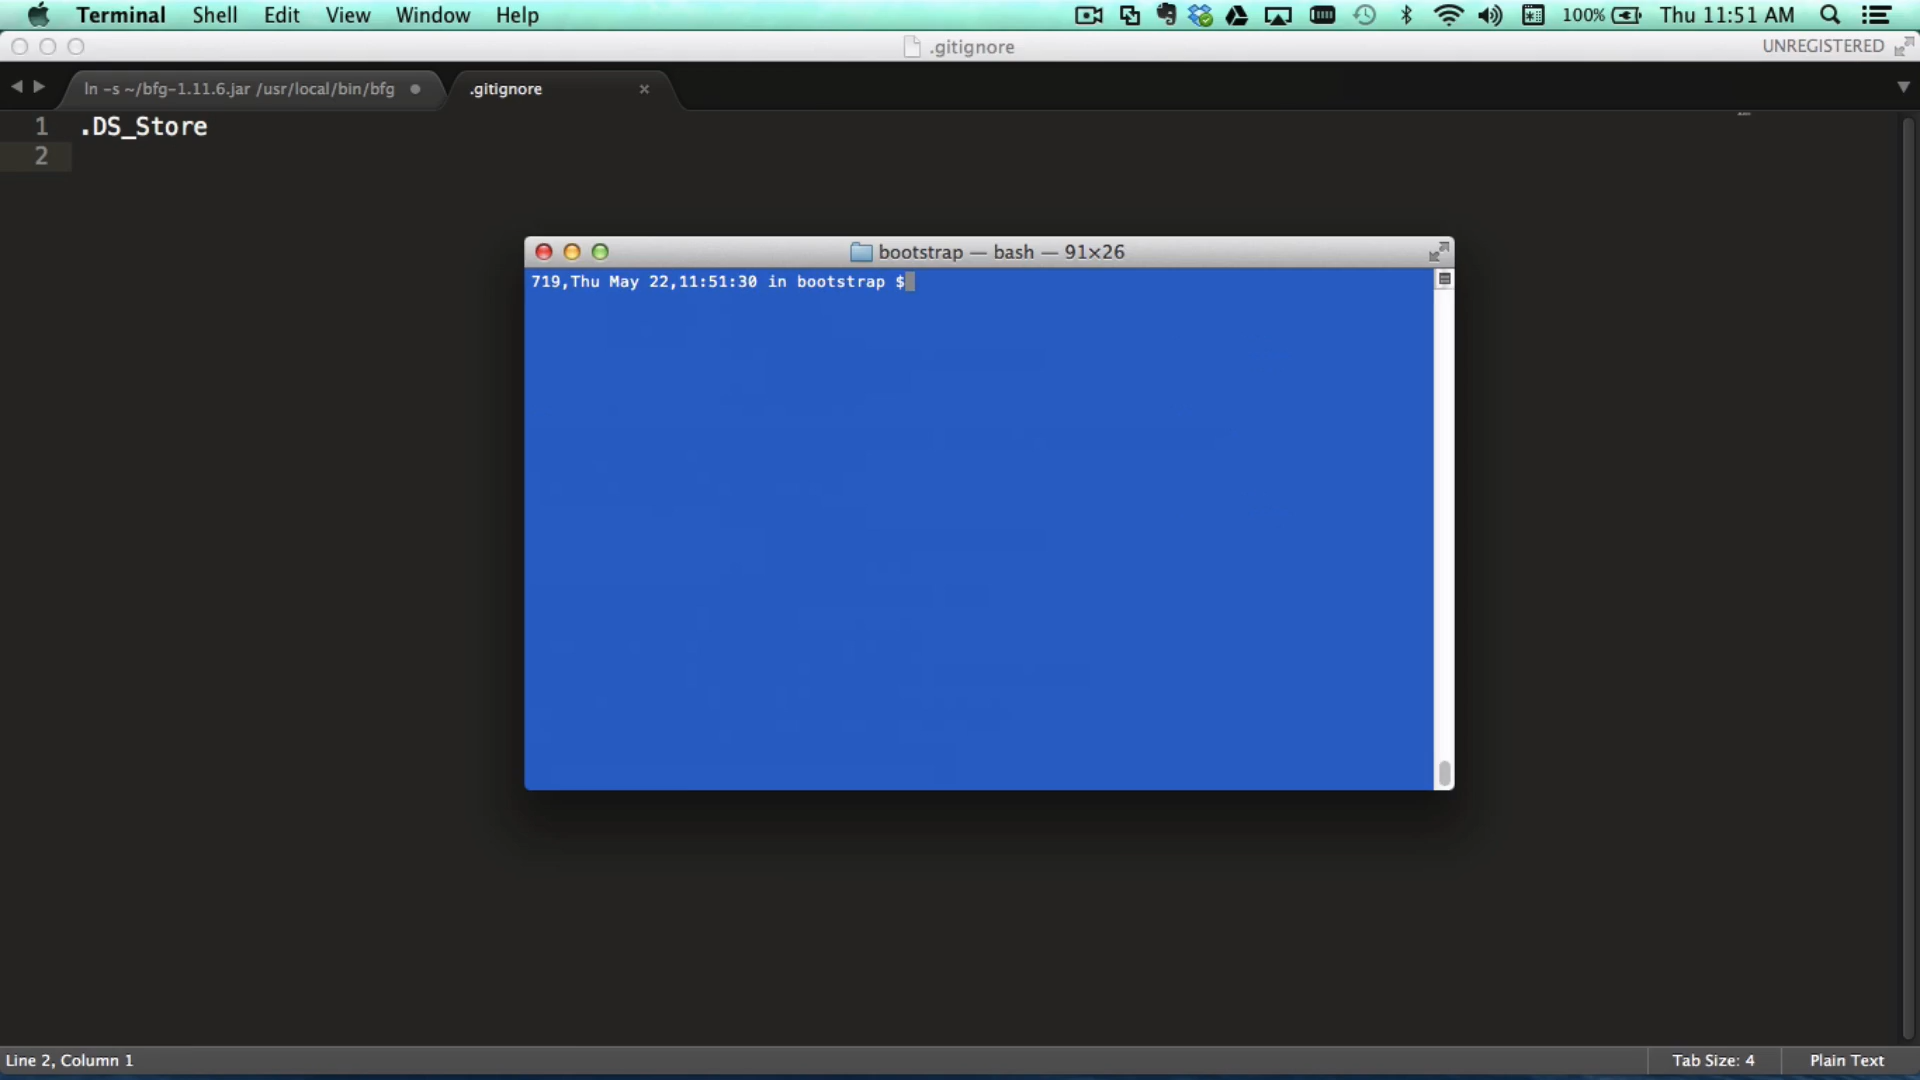 Terminal Shell Edit View Window Help 100% Thu 11:51 AM
.gitignore UNREGISTERED
ln -s ~/bfg-1.11.6.jar /usr/local/bin/bfg .gitignore
1 .DS_Store
2
bootstrap — bash — 91×26
719,Thu May 22,11:51:30 in bootstrap $
Line 2, Column 1 Tab Size: 4 Plain Text